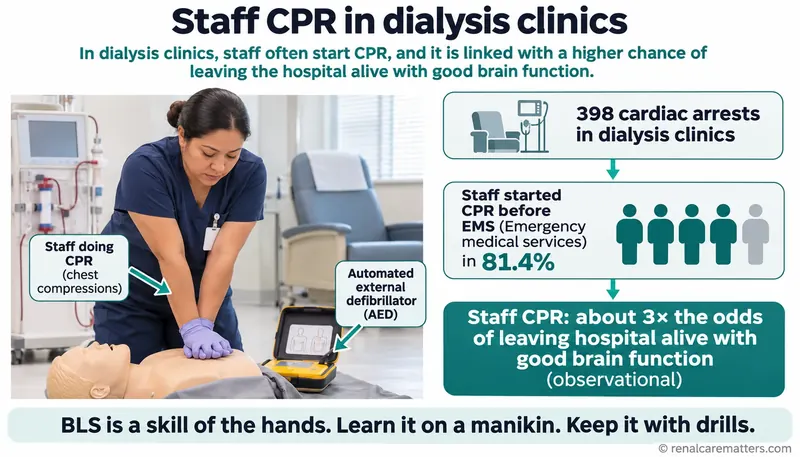 Staff CPR in dialysis clinics
In dialysis clinics, staff often start CPR, and it is linked with a higher chance of
leaving the hospital alive with good brain function.
Staff doing
CPR
(chest
compressions)
Automated
external
defibrillator
(AED)
398 cardiac arrests
in dialysis clinics
Staff started
CPR before
EMS (Emergency
medical services)
in 81.4%
Staff CPR: about 3× the odds
of leaving hospital alive with
good brain function
(observational)
BLS is a skill of the hands. Learn it on a manikin. Keep it with drills.
© renalcarematters.com